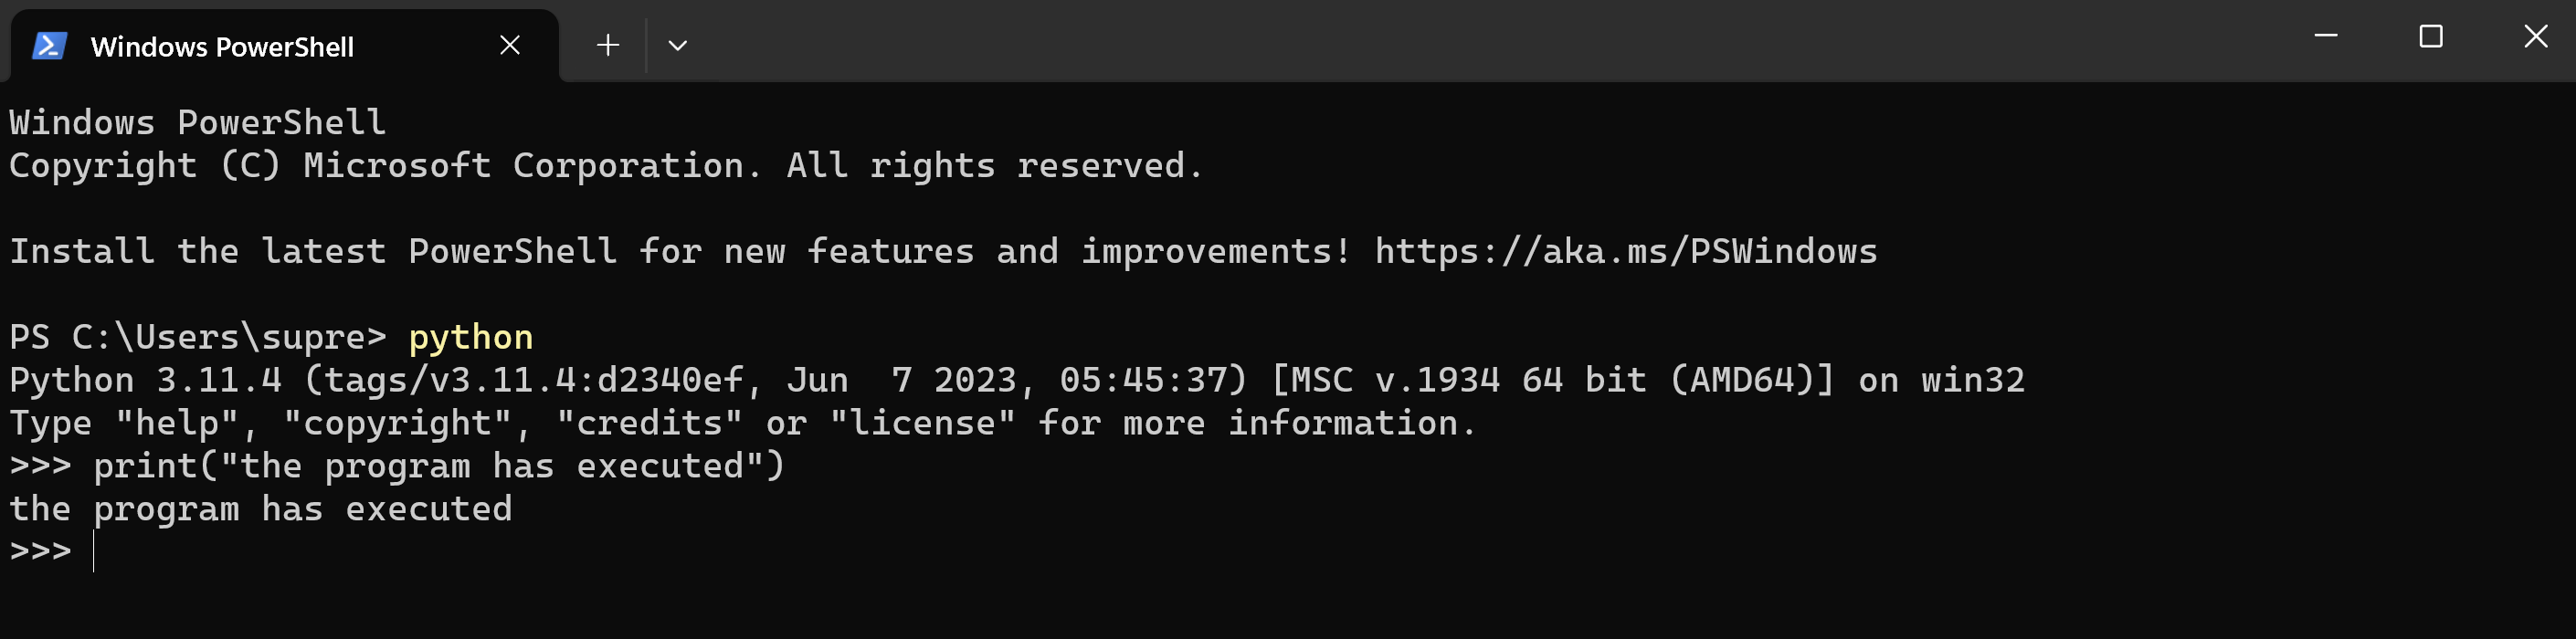 Windows PowerShell
Windows PowerShell
Copyright (C) Microsoft Corporation. All rights reserved.
Install the latest PowerShell for new features and improvements! https://aka.ms/PSWindows
PS C:\Users\supre> python
Python 3.11.4 (tags/v3.11.4:d2340ef, Jun  7 2023, 05:45:37) [MSC v.1934 64 bit (AMD64)] on win32
Type "help", "copyright", "credits" or "license" for more information.
>>> print("the program has executed")
the program has executed
>>>